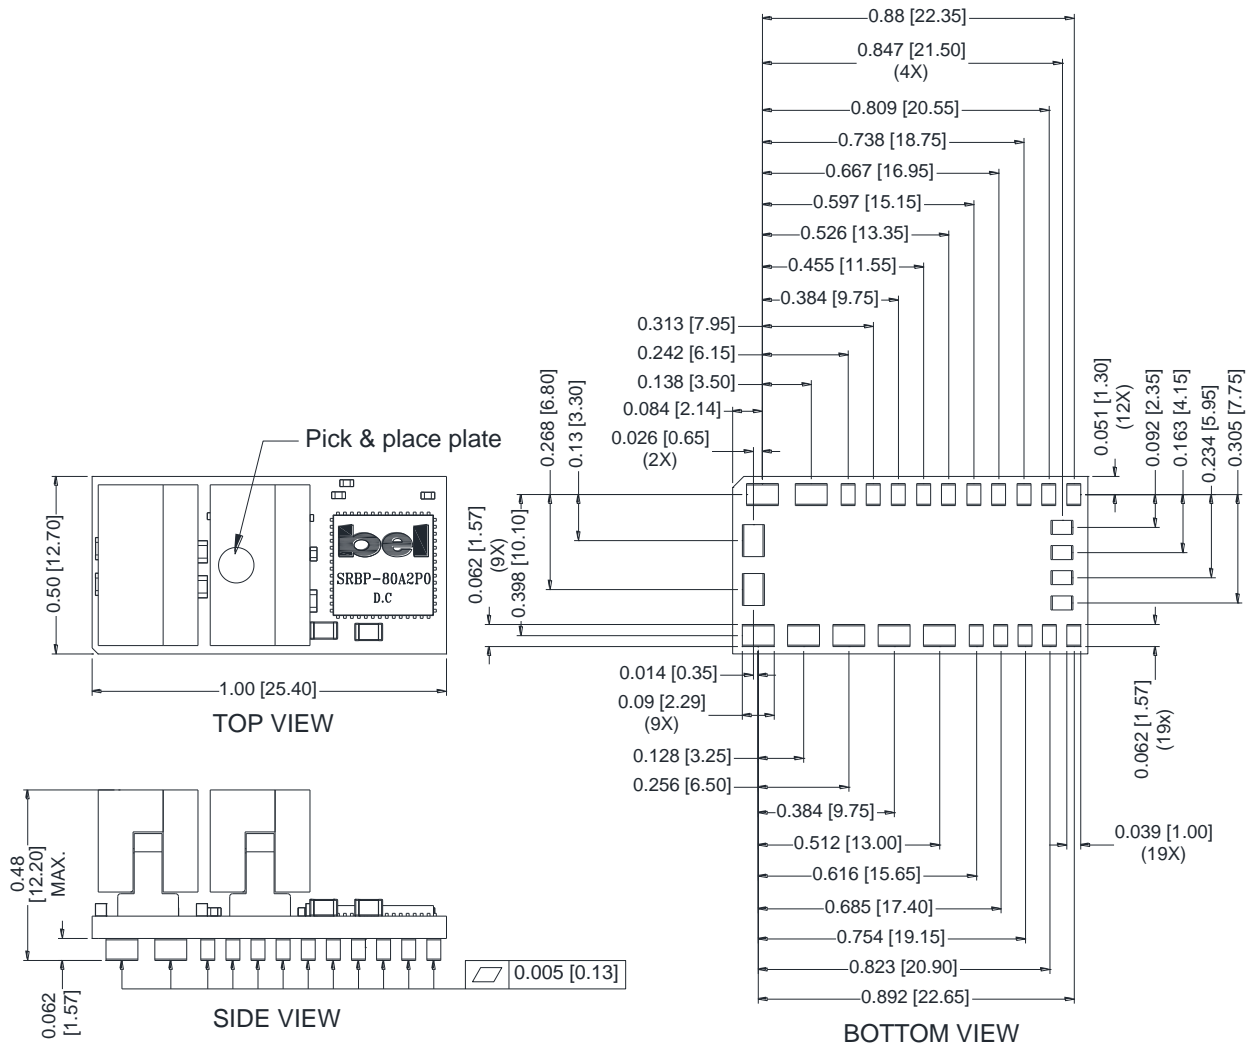 0.88 [22.35]
0.847 [21.50]
(4X)
0.809 [20.55]
0.738 [18.75]
0.667 [16.95]
0.597 [15.15]
0.526 [13.35]
0.455 [11.55]
0.384 [9.75]
0.313 [7.95]
0.242 [6.15]
0.138 [3.50]
0.084 [2.14]
0.026 [0.65]
(2X)
0.268 [6.80]
0.13 [3.30]
0.051 [1.30]
(12X)
0.092 [2.35]
0.163 [4.15]
0.234 [5.95]
0.305 [7.75]
Pick & place plate
0.50 [12.70]
bel
SRBP-80A2P0
D.C
0.062 [1.57]
(9X)
0.398 [10.10]
1.00 [25.40]
TOP VIEW
0.014 [0.35]
0.09 [2.29]
(9X)
0.062 [1.57]
(19x)
0.128 [3.25]
0.256 [6.50]
0.384 [9.75]
0.512 [13.00]
0.039 [1.00]
(19X)
0.616 [15.65]
0.685 [17.40]
0.754 [19.15]
0.823 [20.90]
0.892 [22.65]
BOTTOM VIEW
0.48
[12.20]
MAX.
0.062
[1.57]
0.005 [0.13]
SIDE VIEW